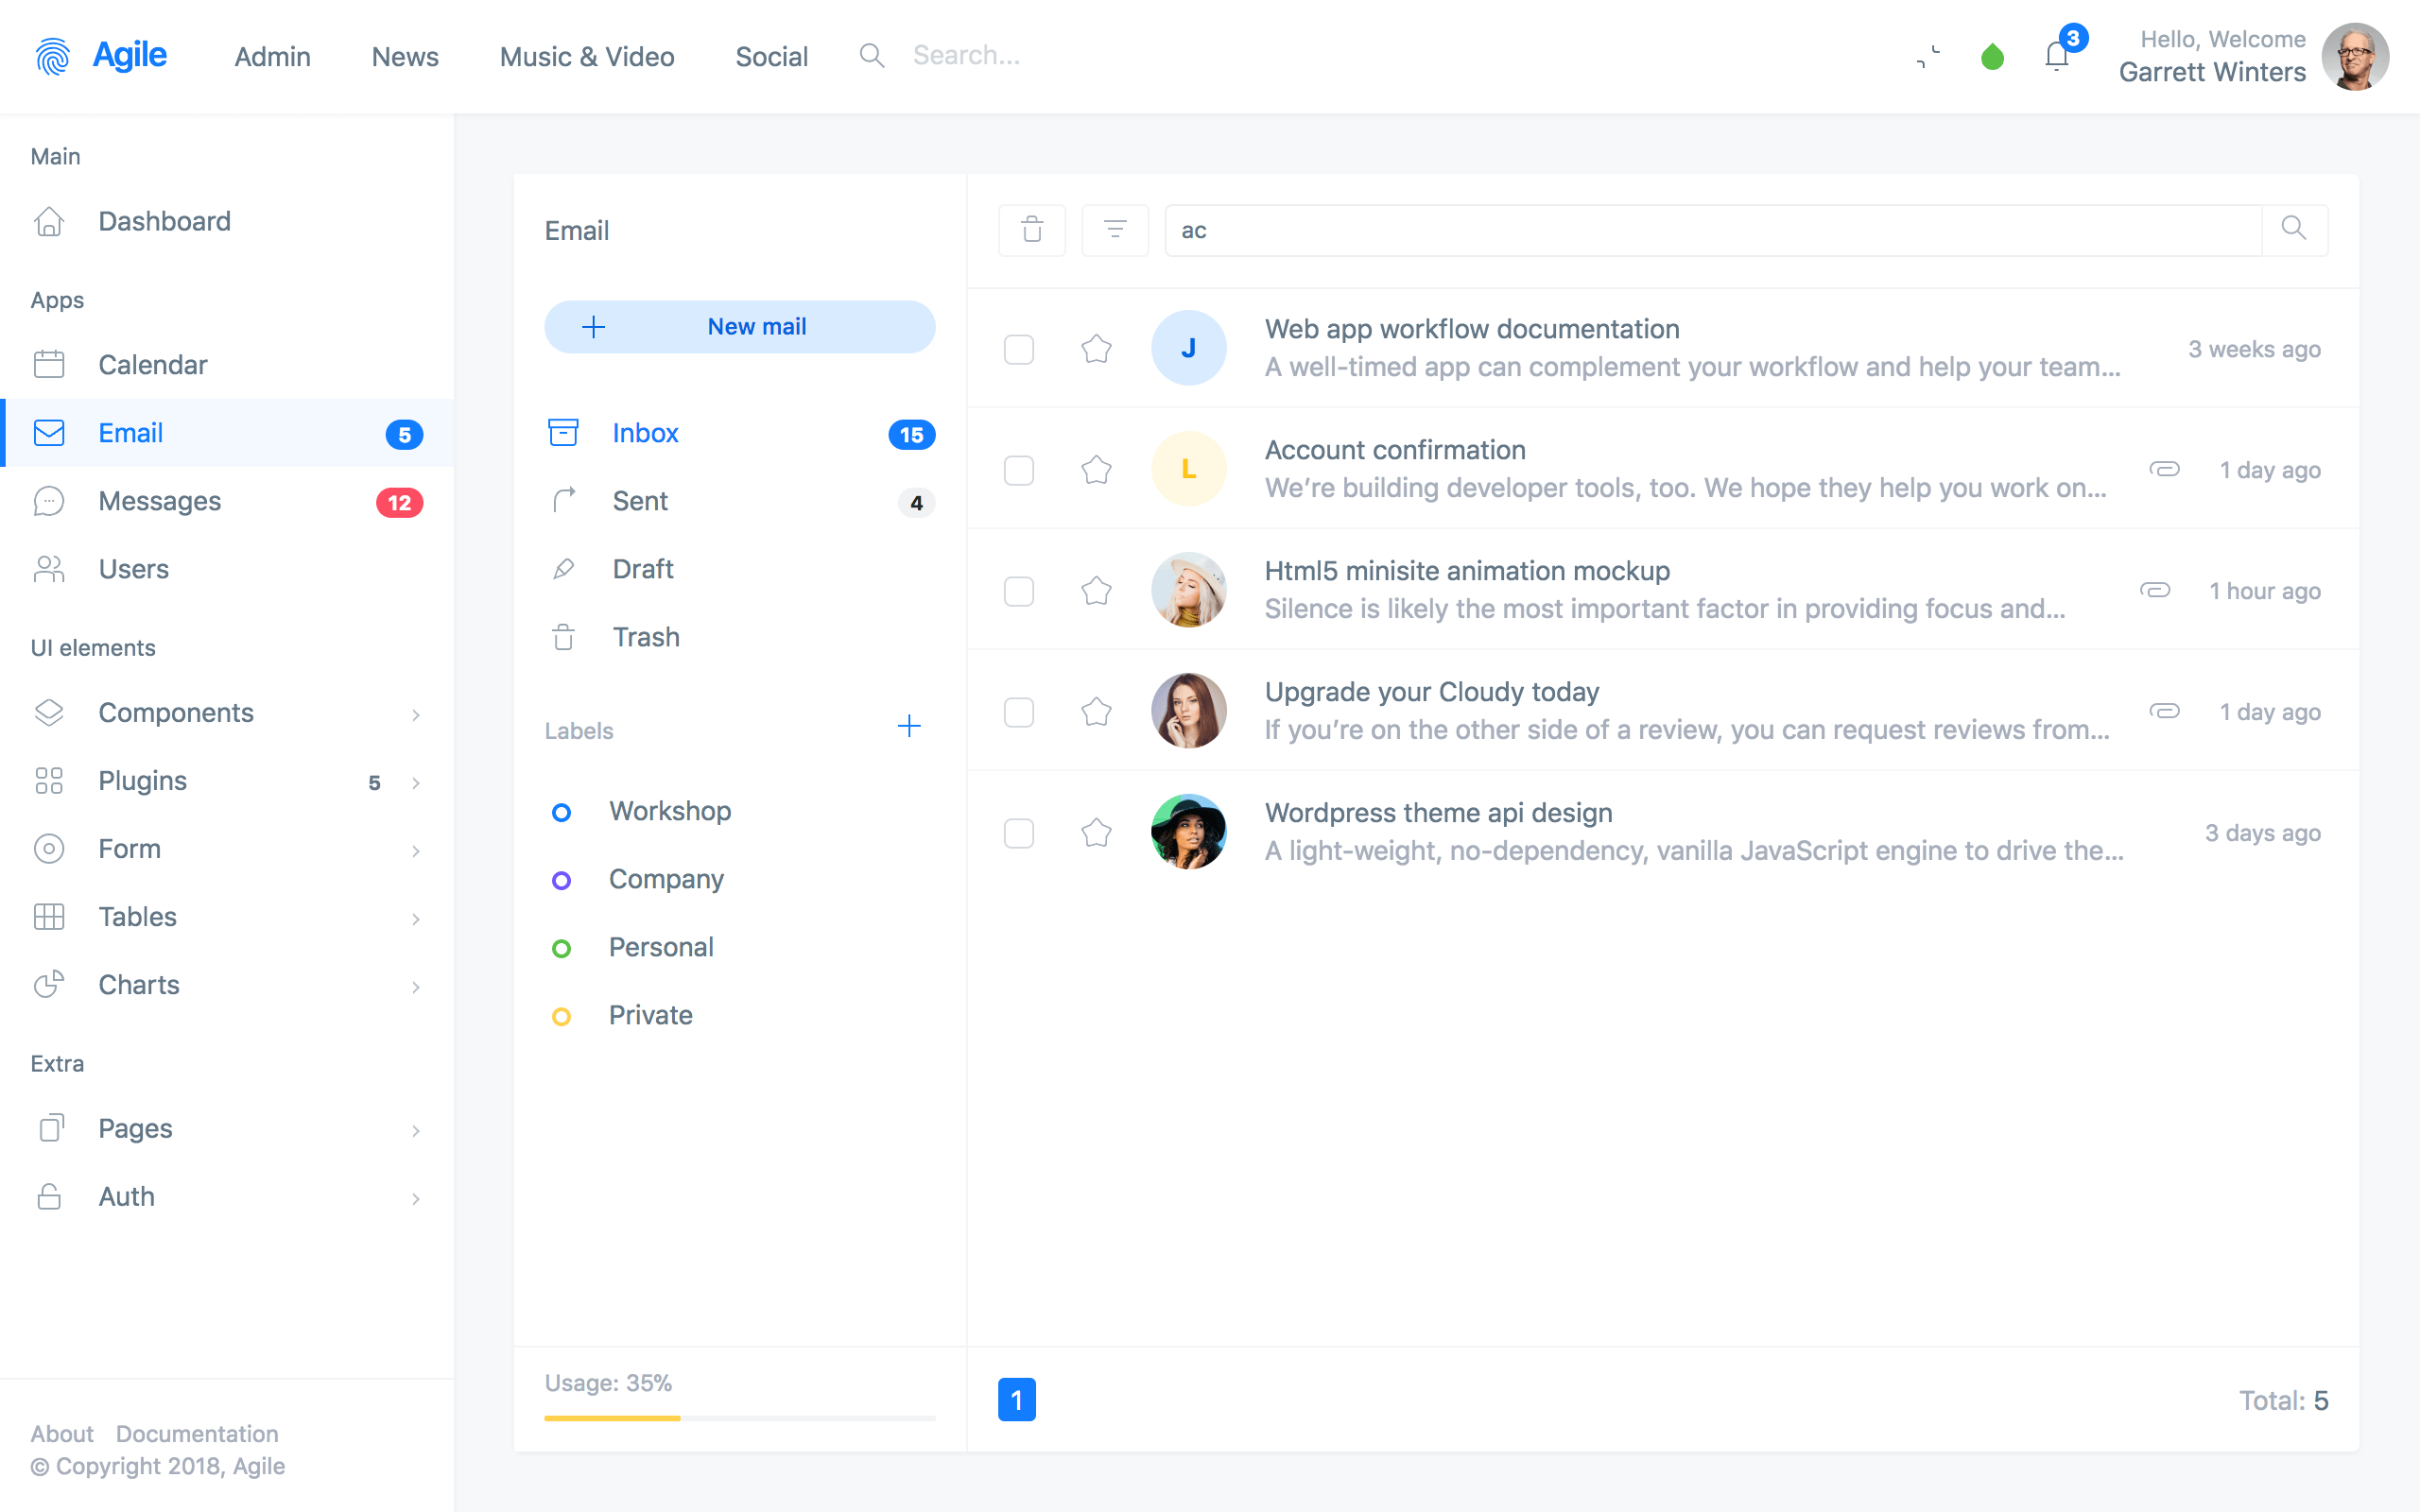 Agile
Admin
News
Music & Video
Social
Search...
3
Hello, Welcome
Garrett Winters
Main
Dashboard
Apps
Calendar
Email
5
Messages
12
Users
UI elements
Components
Plugins
5
Form
Tables
Charts
Extra
Pages
Auth
About Documentation
© Copyright 2018, Agile
Email
New mail
Inbox
15
Sent
4
Draft
Trash
Labels
Workshop
Company
Personal
Private
Usage: 35%
ac
J
Web app workflow documentation
A well-timed app can complement your workflow and help your team...
3 weeks ago
L
Account confirmation
We’re building developer tools, too. We hope they help you work on...
1 day ago
Html5 minisite animation mockup
Silence is likely the most important factor in providing focus and...
1 hour ago
Upgrade your Cloudy today
If you’re on the other side of a review, you can request reviews from...
1 day ago
Wordpress theme api design
A light-weight, no-dependency, vanilla JavaScript engine to drive the...
3 days ago
1
Total: 5